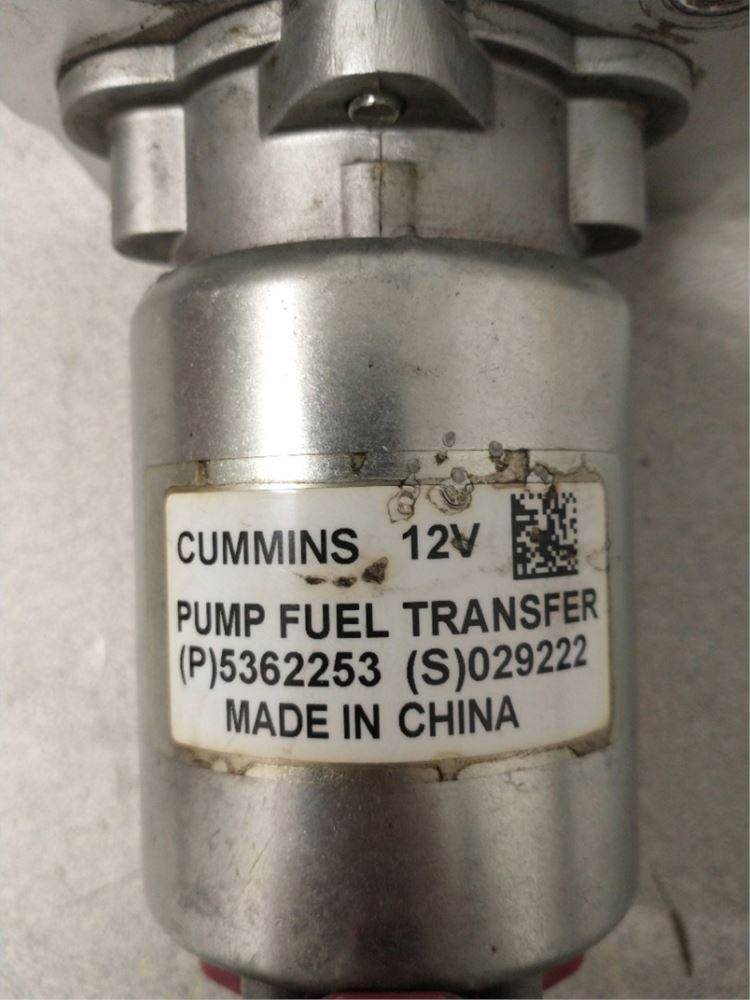 CUMMINS 12V
PUMP FUEL TRANSFER
(P)5362253 (S)029222
MADE IN CHINA